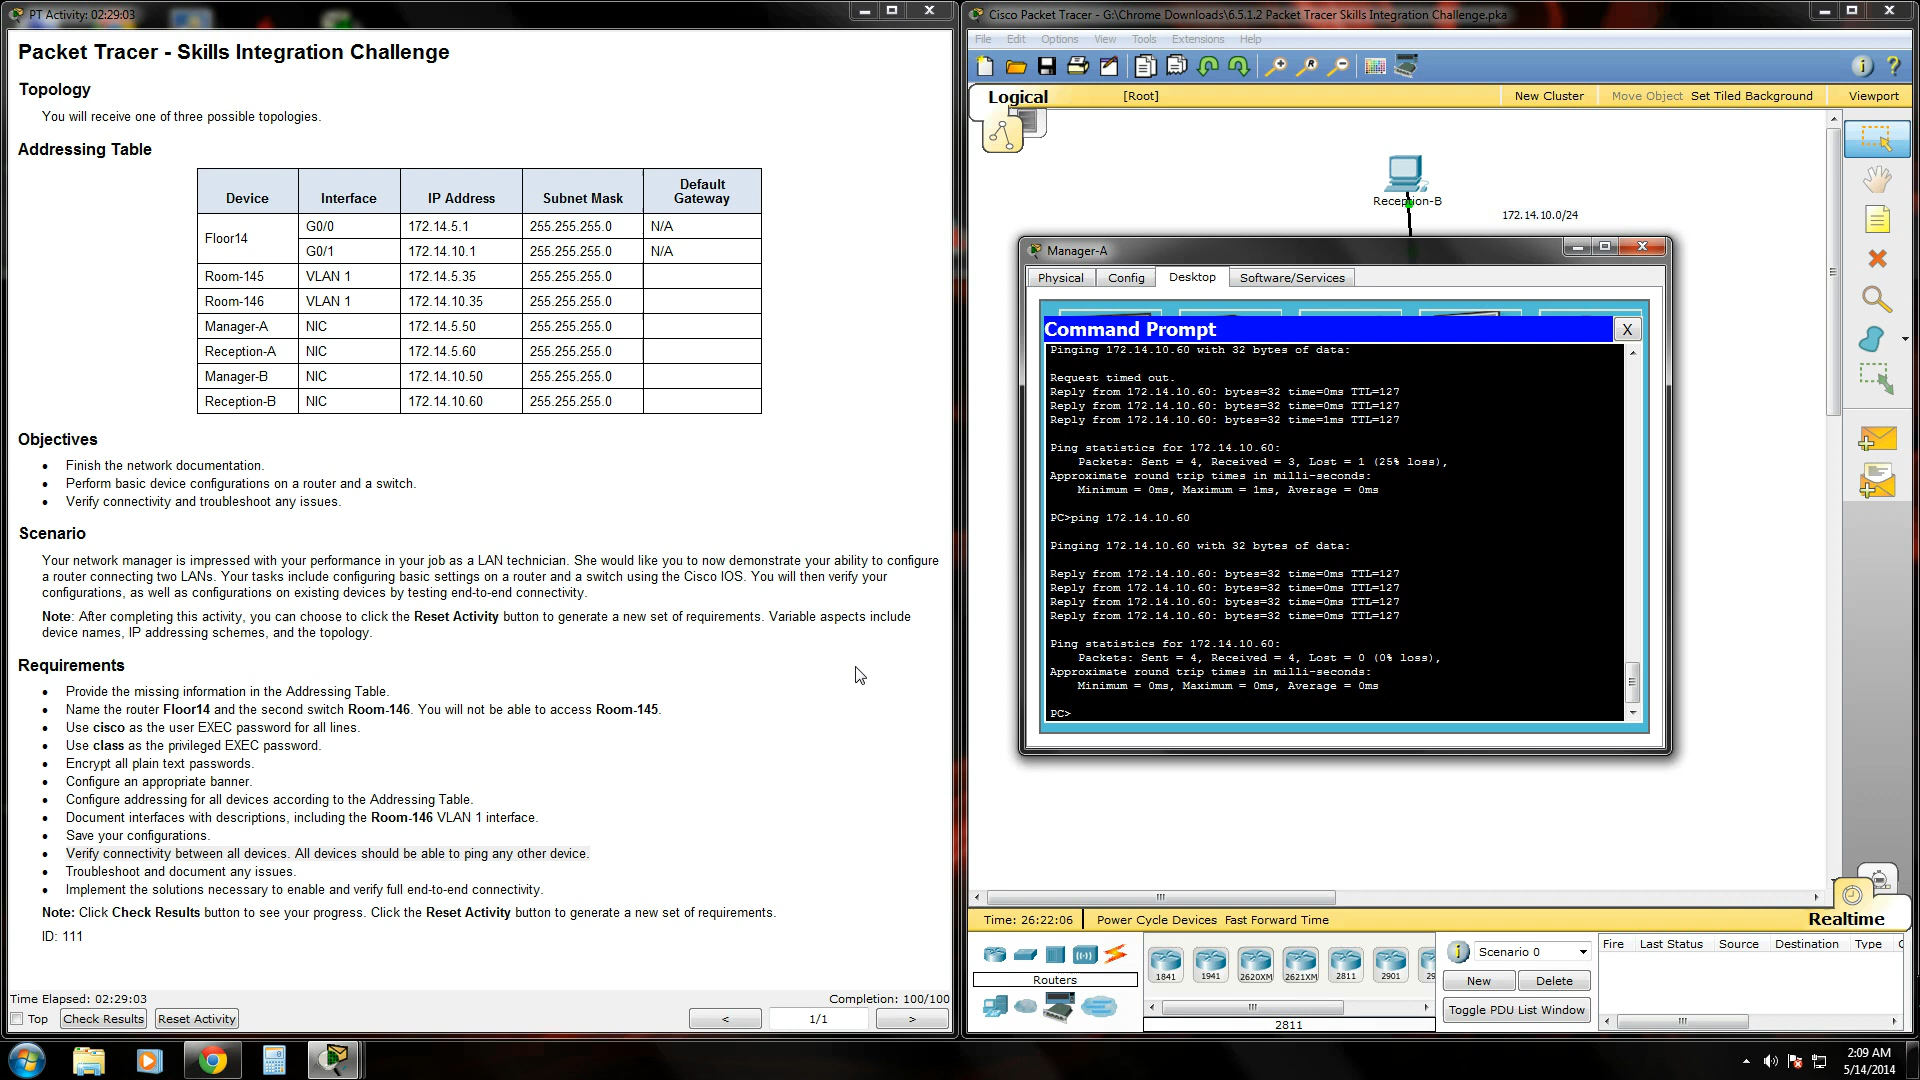 PT Activity: 02:29:03
Packet Tracer - Skills Integration Challenge
Topology
You will receive one of three possible topologies.
Addressing Table
Device Interface IP Address Subnet Mask Default Gateway
Floor14 G0/0 172.14.5.1 255.255.255.0 N/A
G0/1 172.14.10.1 255.255.255.0 N/A
Room-145 VLAN 1 172.14.5.35 255.255.255.0
Room-146 VLAN 1 172.14.10.35 255.255.255.0
Manager-A NIC 172.14.5.50 255.255.255.0
Reception-A NIC 172.14.5.60 255.255.255.0
Manager-B NIC 172.14.10.50 255.255.255.0
Reception-B NIC 172.14.10.60 255.255.255.0
Objectives
• Finish the network documentation.
• Perform basic device configurations on a router and a switch.
• Verify connectivity and troubleshoot any issues.
Scenario
Your network manager is impressed with your performance in your job as a LAN technician. She would like you to now demonstrate your ability to configure
a router connecting two LANs. Your tasks include configuring basic settings on a router and a switch using the Cisco IOS. You will then verify your
configurations, as well as configurations on existing devices by testing end-to-end connectivity.
Note: After completing this activity, you can choose to click the Reset Activity button to generate a new set of requirements. Variable aspects include
device names, IP addressing schemes, and the topology.
Requirements
• Provide the missing information in the Addressing Table.
• Name the router Floor14 and the second switch Room-146. You will not be able to access Room-145.
• Use cisco as the user EXEC password for all lines.
• Use class as the privileged EXEC password.
• Encrypt all plain text passwords.
• Configure an appropriate banner.
• Configure addressing for all devices according to the Addressing Table.
• Document interfaces with descriptions, including the Room-146 VLAN 1 interface.
• Save your configurations.
• Verify connectivity between all devices. All devices should be able to ping any other device.
• Troubleshoot and document any issues.
• Implement the solutions necessary to enable and verify full end-to-end connectivity.
Note: Click Check Results button to see your progress. Click the Reset Activity button to generate a new set of requirements.
ID: 111
Time Elapsed: 02:29:03 Completion: 100/100
Top Check Results Reset Activity < 1/1 >
Cisco Packet Tracer - G:\Chrome Downloads\6.5.1.2 Packet Tracer Skills Integration Challenge.pka
File Edit Options View Tools Extensions Help
Logical [Root] New Cluster Move Object Set Tiled Background Viewport
Reception-B
172.14.10.0/24
Manager-A
Physical Config Desktop Software/Services
Command Prompt X
Pinging 172.14.10.60 with 32 bytes of data:
Request timed out.
Reply from 172.14.10.60: bytes=32 time=0ms TTL=127
Reply from 172.14.10.60: bytes=32 time=0ms TTL=127
Reply from 172.14.10.60: bytes=32 time=1ms TTL=127
Ping statistics for 172.14.10.60:
Packets: Sent = 4, Received = 3, Lost = 1 (25% loss),
Approximate round trip times in milli-seconds:
Minimum = 0ms, Maximum = 1ms, Average = 0ms
PC>ping 172.14.10.60
Pinging 172.14.10.60 with 32 bytes of data:
Reply from 172.14.10.60: bytes=32 time=0ms TTL=127
Reply from 172.14.10.60: bytes=32 time=0ms TTL=127
Reply from 172.14.10.60: bytes=32 time=0ms TTL=127
Reply from 172.14.10.60: bytes=32 time=0ms TTL=127
Ping statistics for 172.14.10.60:
Packets: Sent = 4, Received = 4, Lost = 0 (0% loss),
Approximate round trip times in milli-seconds:
Minimum = 0ms, Maximum = 0ms, Average = 0ms
PC>
Time: 26:22:06 Power Cycle Devices Fast Forward Time Realtime
Routers
1841 1941 2620XM 2621XM 2811 2901 29
2811
Scenario 0
New Delete
Toggle PDU List Window
Fire Last Status Source Destination Type
2:09 AM
5/14/2014